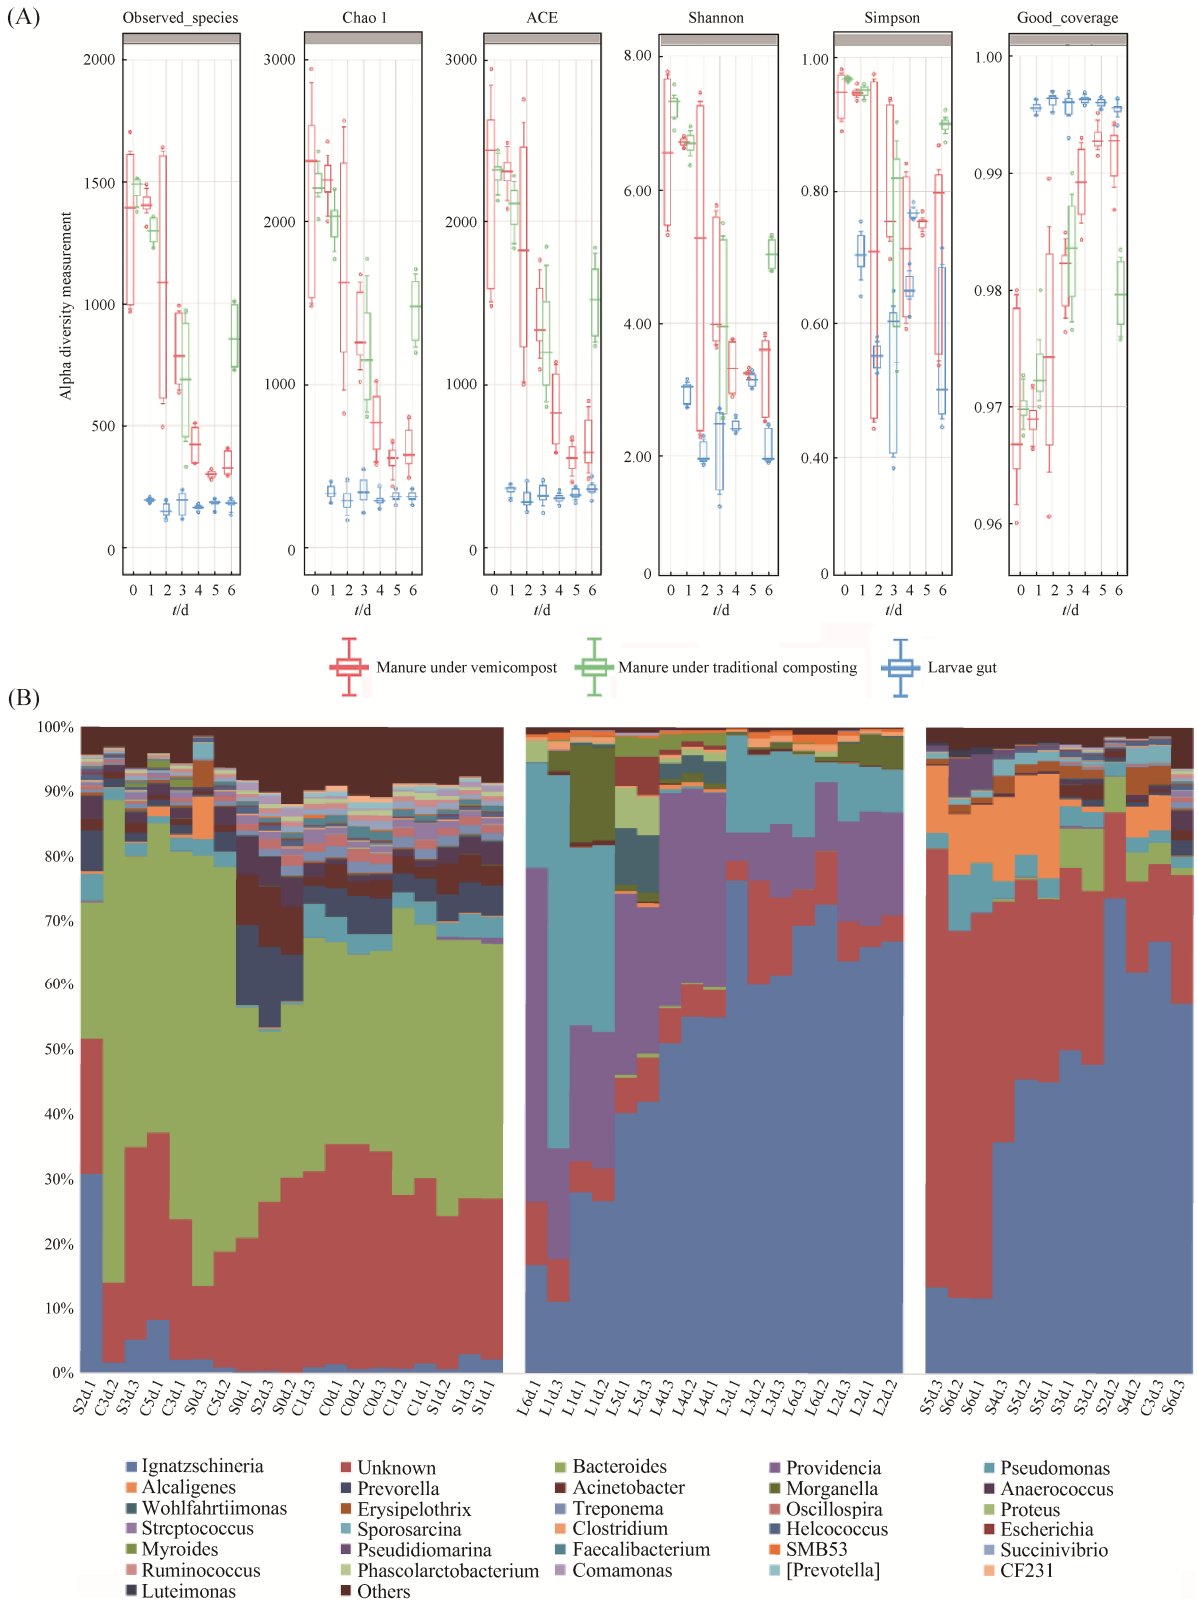 (A)
Observed_species Chao 1 ACE Shannon Simpson Good_coverage
Alpha diversity measurement
2000
1500
1000
500
0
3000
2000
1000
0
3000
2000
1000
0
8.00
6.00
4.00
2.00
0
1.00
0.80
0.60
0.40
0
1.00
0.99
0.98
0.97
0.96
0 1 2 3 4 5 6 0 1 2 3 4 5 6 0 1 2 3 4 5 6 0 1 2 3 4 5 6 0 1 2 3 4 5 6 0 1 2 3 4 5 6
t/d t/d t/d t/d t/d t/d
Manure under vemicompost Manure under traditional composting Larvae gut
(B)
100%
90%
80%
70%
60%
50%
40%
30%
20%
10%
0%
S2d.1 C3d.2 S3d.3 C5d.1 C3d.1 S0d.3 C5d.2 S0d.1 S2d.3 S0d.2 C1d.3 C0d.1 C0d.2 C0d.3 C1d.2 C1d.1 S1d.2 S1d.3 S1d.1
L6d.1 L1d.3 L1d.1 L1d.2 L5d.1 L5d.3 L4d.3 L4d.2 L4d.1 L3d.1 L3d.2 L3d.3 L6d.3 L6d.2 L2d.3 L2d.1 L2d.2
S5d.3 S6d.2 S6d.1 S4d.3 S5d.2 S5d.1 S3d.1 S3d.2 S2d.2 S4d.2 C3d.3 S6d.3
Ignatzschineria Unknown Bacteroides Providencia Pseudomonas
Alcaligenes Prevorella Acinetobacter Morganella Anaerococcus
Wohlfahrtiimonas Erysipelothrix Treponema Oscillospira Proteus
Strcptococcus Sporosarcina Clostridium Helcococcus Escherichia
Myroides Pseudidiomarina Faecalibacterium SMB53 Succinivibrio
Ruminococcus Phascolarctobacterium Comamonas [Prevotella] CF231
Luteimonas Others